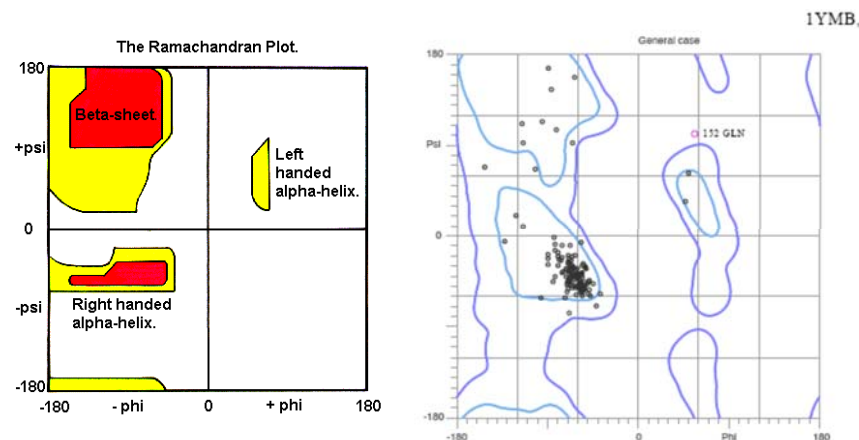 The Ramachandran Plot.
180
Beta-sheet.
+psi
Left
handed
alpha-helix.
0
-psi
Right handed
alpha-helix.
-180
-180
- phi
0
+ phi
180
1YMB,
General case
180
Psi
152 GLN
0
-180
-180
0
Phi
180